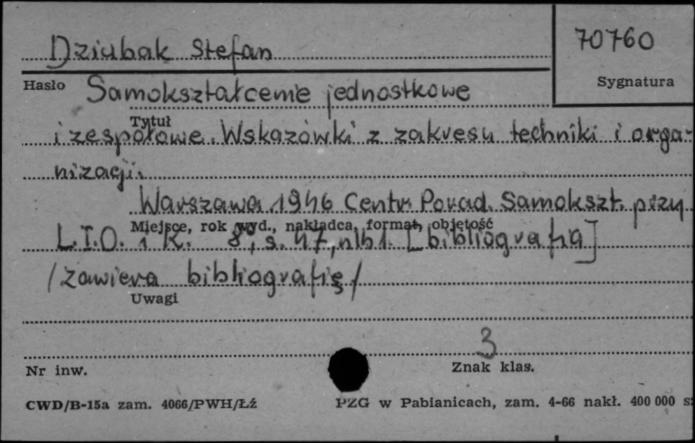 Dziubak Stefan
70760
Hasło
Sygnatura
Samokształcenie jednostkowe
Tytuł
i zespołowe. Wskazówki z zakresu techniki i orga-
nizacji.
Warszawa 1946 Centr. Porad. Samokszt. przy
Miejsce, rok wyd., nakładca, format, objętość
L.I.O. i K. 8, s. 47, nlb1. [bibliografia]
/zawiera bibliografię/
Uwagi
3
Nr inw.
Znak klas.
CWD/B-15a zam. 4066/PWH/Łź
PZG w Pabianicach, zam. 4-66 nakł. 400 000 s